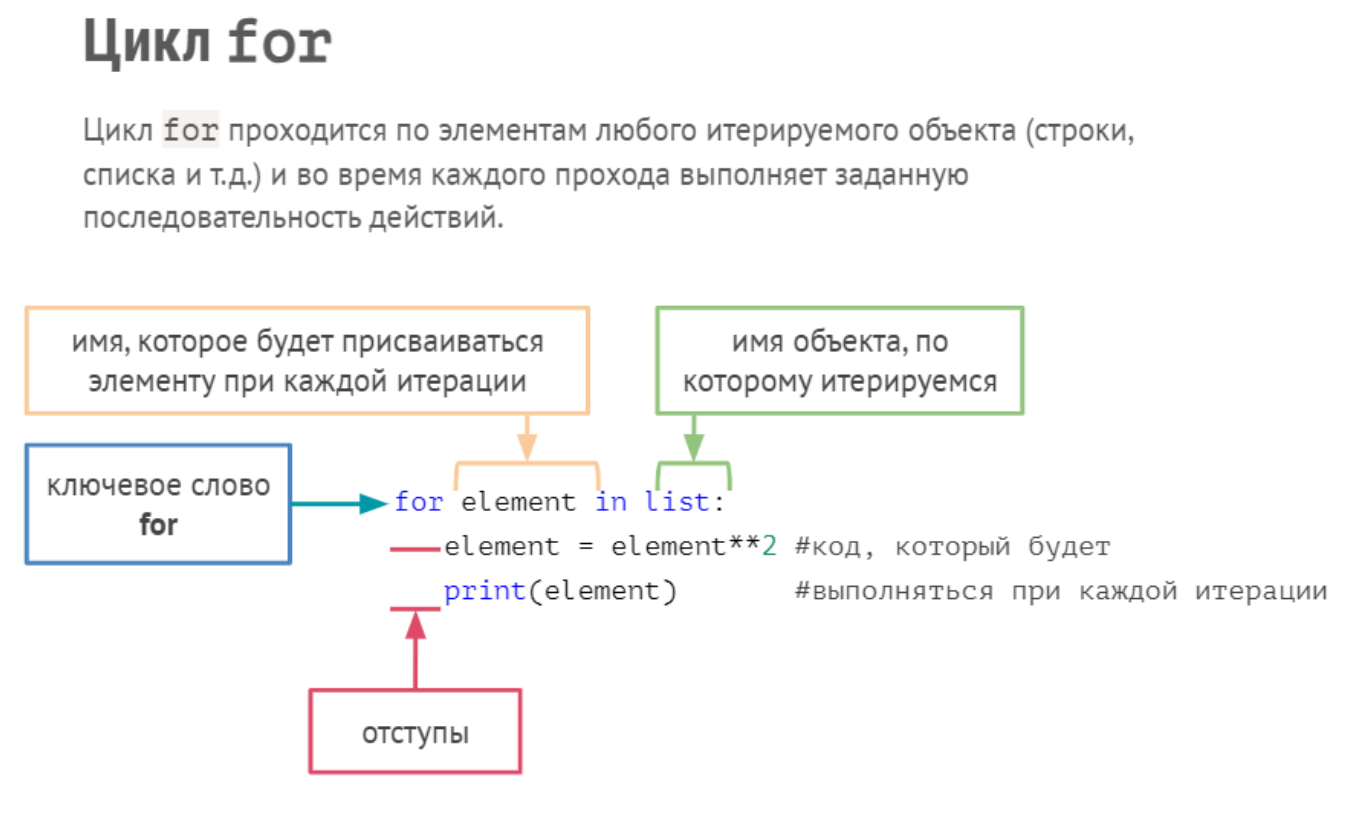 Цикл for
Цикл for проходится по элементам любого итерируемого объекта (строки,
списка и т.д.) и во время каждого прохода выполняет заданную
последовательность действий.
имя, которое будет присваиваться
элементу при каждой итерации
имя объекта, по
которому итерируемся
ключевое слово
for
for element in list:
element = element**2 #код, который будет
print(element) #выполняться при каждой итерации
отступы